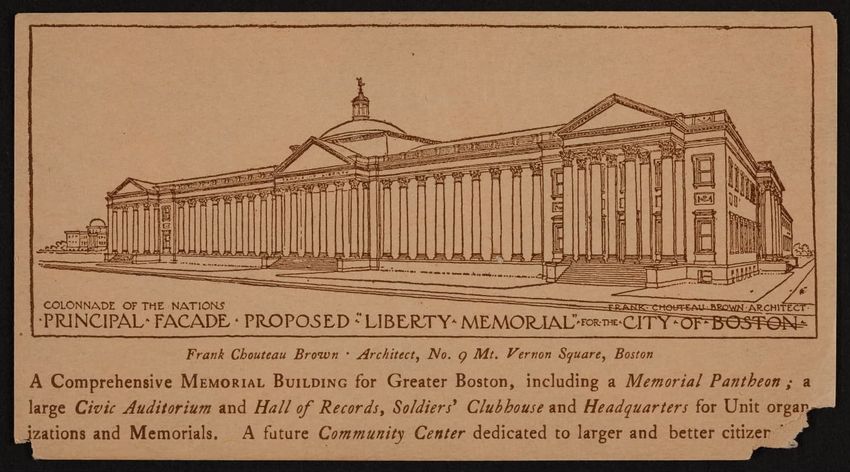 COLONNADE OF THE NATIONS
FRANK·CHOUTEAU·BROWN·ARCHITECT·
·PRINCIPAL·FACADE·PROPOSED·"LIBERTY·MEMORIAL"·FOR·THE·CITY·OF·BOSTON·
Frank Chouteau Brown · Architect, No. 9 Mt. Vernon Square, Boston
A Comprehensive MEMORIAL BUILDING for Greater Boston, including a Memorial Pantheon; a
large Civic Auditorium and Hall of Records, Soldiers' Clubhouse and Headquarters for Unit organ
izations and Memorials. A future Community Center dedicated to larger and better citizen